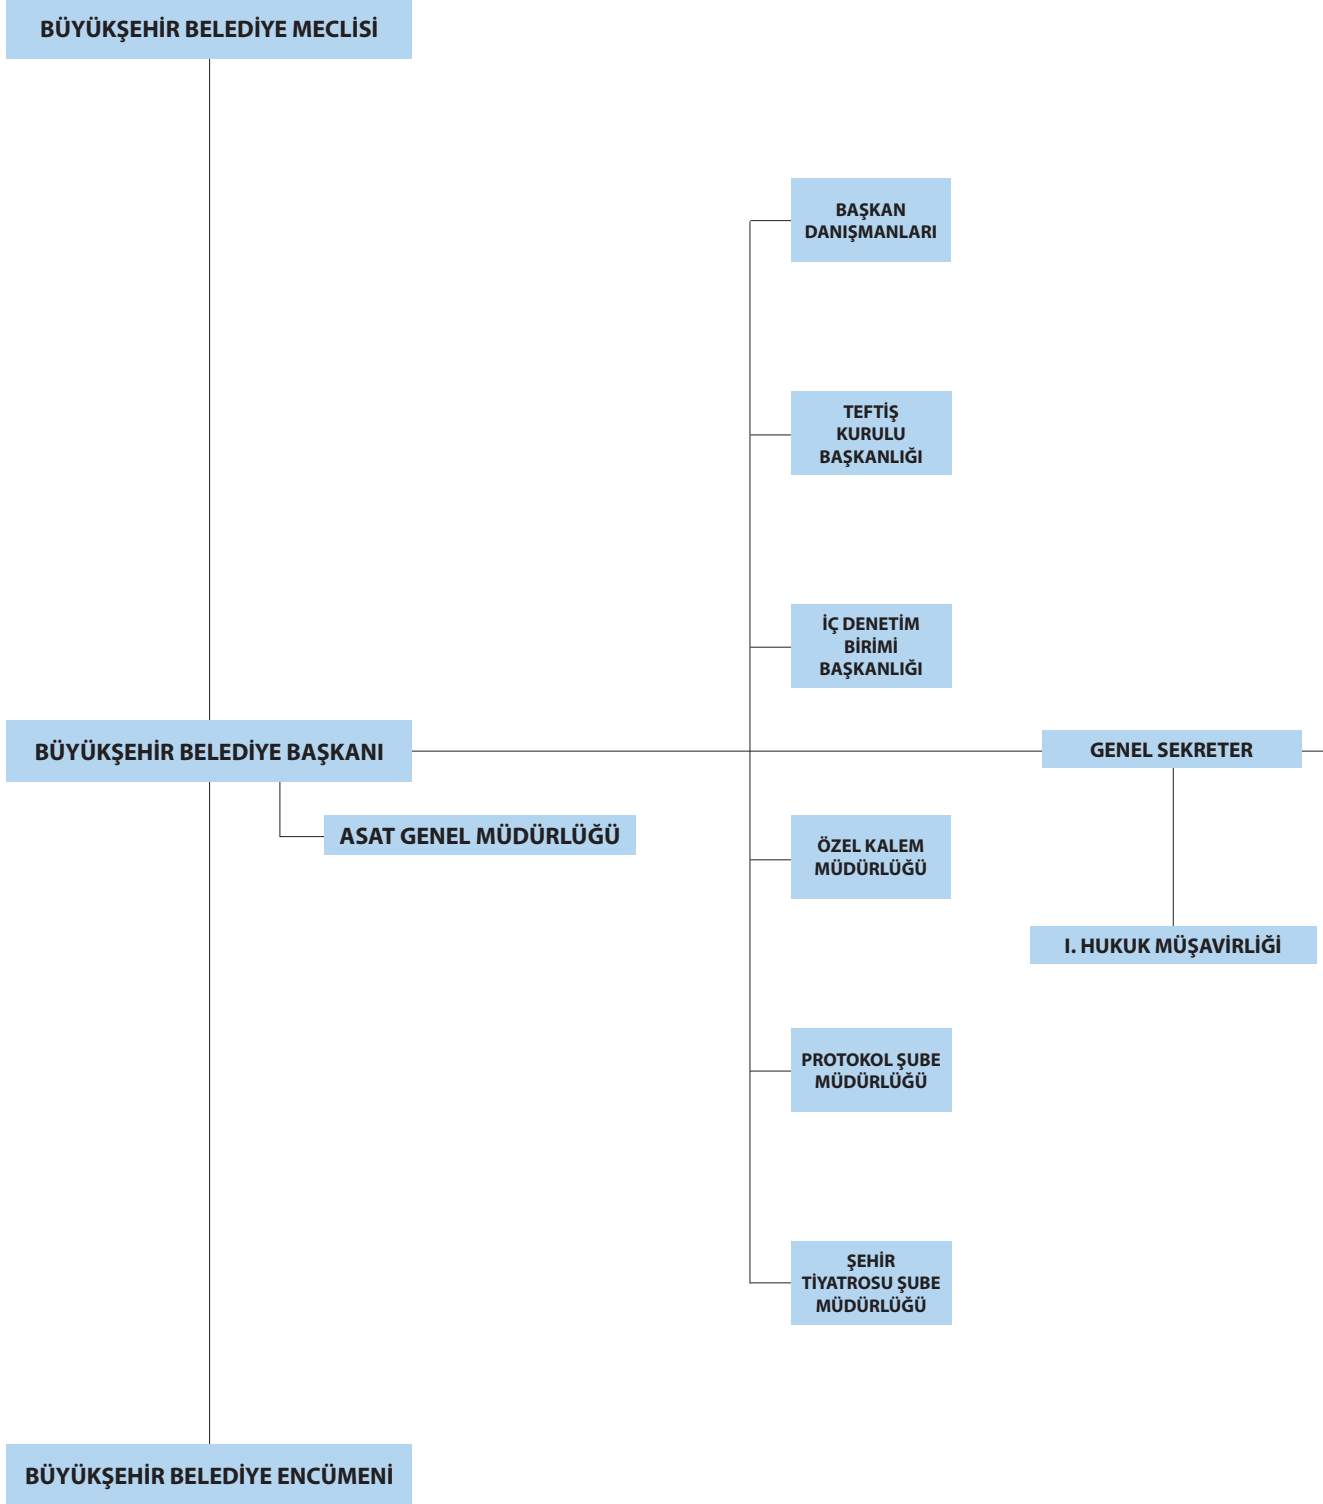 BÜYÜKŞEHİR BELEDİYE MECLİSİ
BAŞKAN
DANIŞMANLARI
TEFTİŞ
KURULU
BAŞKANLIĞI
İÇ DENETİM
BİRİMİ
BAŞKANLIĞI
BÜYÜKŞEHİR BELEDİYE BAŞKANI
GENEL SEKRETER
ASAT GENEL MÜDÜRLÜĞÜ
ÖZEL KALEM
MÜDÜRLÜĞÜ
I. HUKUK MÜŞAVİRLİĞİ
PROTOKOL ŞUBE
MÜDÜRLÜĞÜ
ŞEHİR
TİYATROSU ŞUBE
MÜDÜRLÜĞÜ
BÜYÜKŞEHİR BELEDİYE ENCÜMENİ